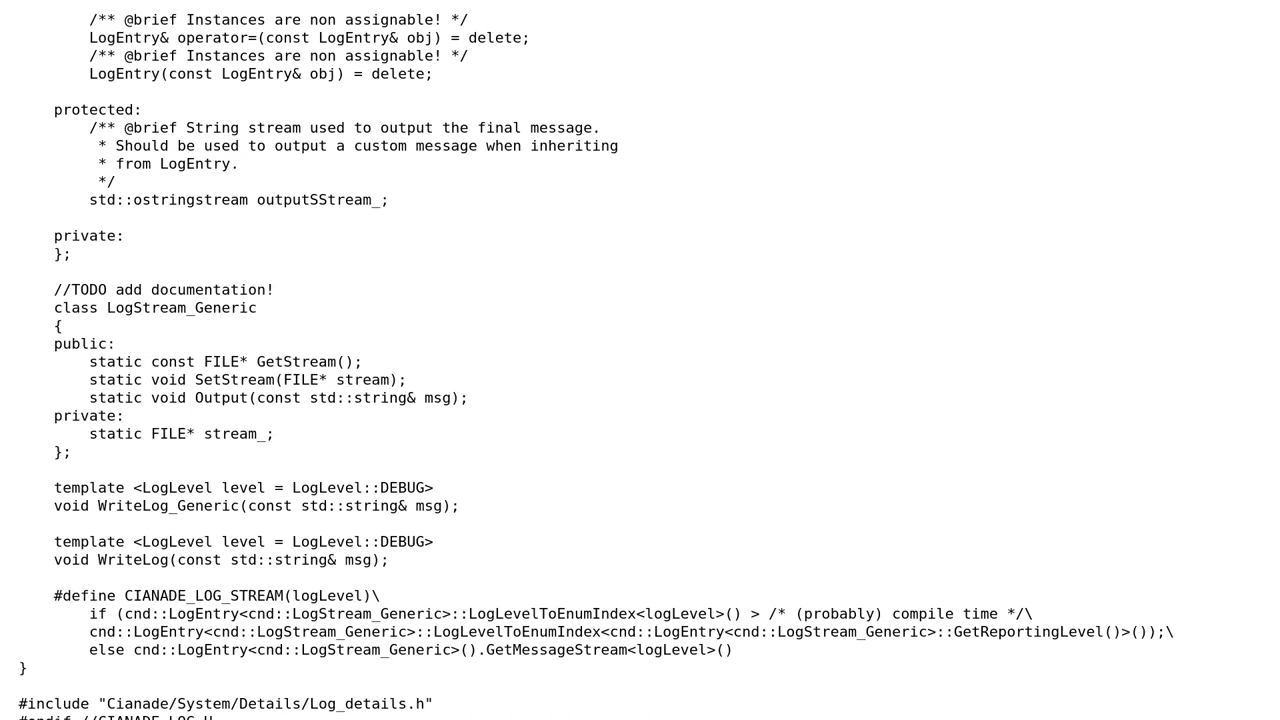 /** @brief Instances are non assignable! */
LogEntry& operator=(const LogEntry& obj) = delete;
/** @brief Instances are non assignable! */
LogEntry(const LogEntry& obj) = delete;
protected:
/** @brief String stream used to output the final message.
* Should be used to output a custom message when inheriting
* from LogEntry.
*/
std::ostringstream outputSStream_;
private:
};
//TODO add documentation!
class LogStream_Generic
{
public:
static const FILE* GetStream();
static void SetStream(FILE* stream);
static void Output(const std::string& msg);
private:
static FILE* stream_;
};
template <LogLevel level = LogLevel::DEBUG>
void WriteLog_Generic(const std::string& msg);
template <LogLevel level = LogLevel::DEBUG>
void WriteLog(const std::string& msg);
#define CIANADE_LOG_STREAM(logLevel)\
if (cnd::LogEntry<cnd::LogStream_Generic>::LogLevelToEnumIndex<logLevel>() > /* (probably) compile time */\
cnd::LogEntry<cnd::LogStream_Generic>::LogLevelToEnumIndex<cnd::LogEntry<cnd::LogStream_Generic>::GetReportingLevel()>());\
else cnd::LogEntry<cnd::LogStream_Generic>().GetMessageStream<logLevel>()
}
#include "Cianade/System/Details/Log_details.h"
#endif //CIANADE_LOG_H